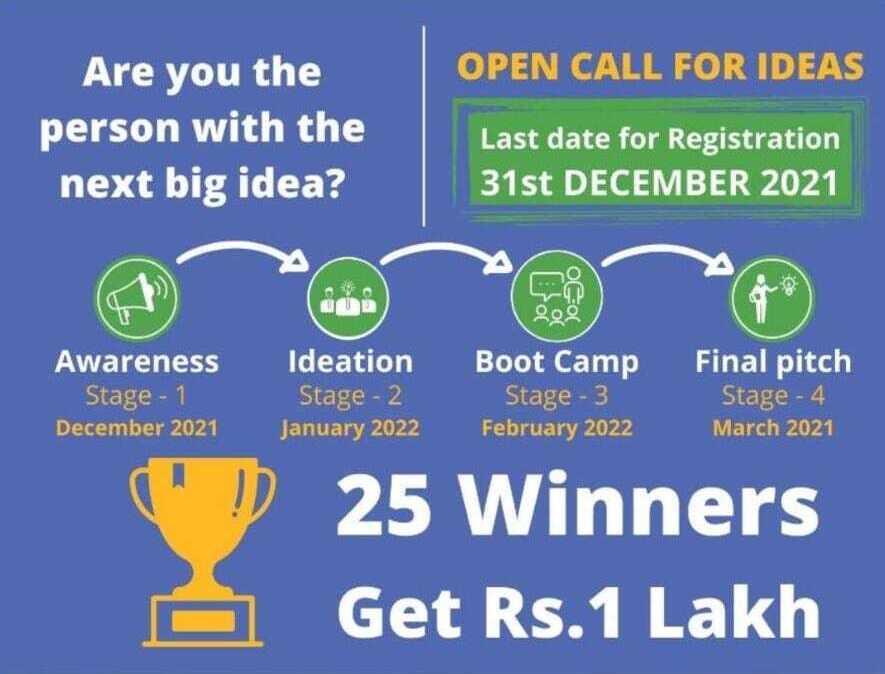 Are you the
person with the
next big idea?
OPEN CALL FOR IDEAS
Last date for Registration
31st DECEMBER 2021
Awareness
Stage - 1
December 2021
Ideation
Stage - 2
January 2022
Boot Camp
Stage - 3
February 2022
Final pitch
Stage - 4
March 2021
25 Winners
Get Rs.1 Lakh